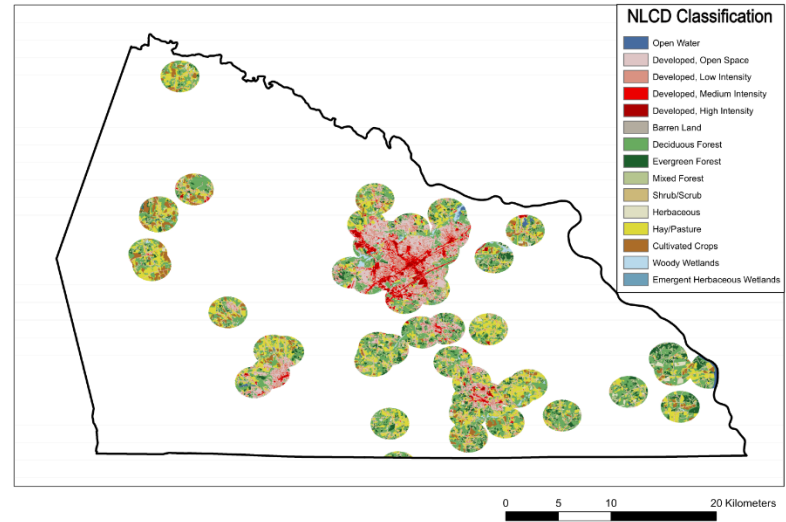 NLCD Classification
Open Water
Developed, Open Space
Developed, Low Intensity
Developed, Medium Intensity
Developed, High Intensity
Barren Land
Deciduous Forest
Evergreen Forest
Mixed Forest
Shrub/Scrub
Herbaceous
Hay/Pasture
Cultivated Crops
Woody Wetlands
Emergent Herbaceous Wetlands
0 5 10 20 Kilometers